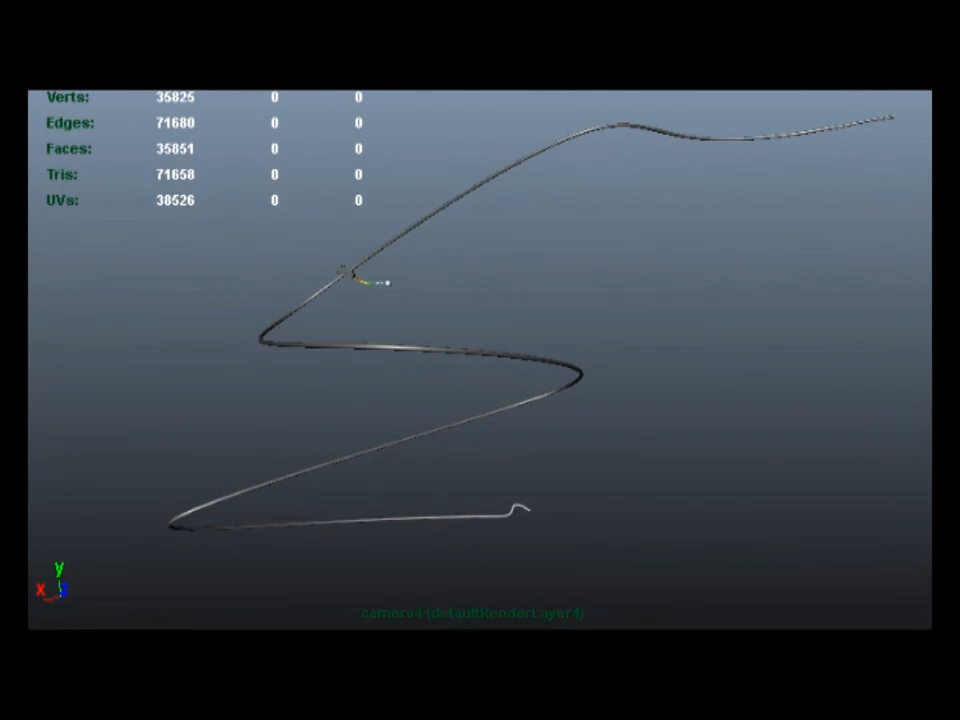 Verts: 35825 0 0
Edges: 71680 0 0
Faces: 35851 0 0
Tris: 71658 0 0
UVs: 38526 0 0
y
x
camera4 (defaultRenderLayer4)